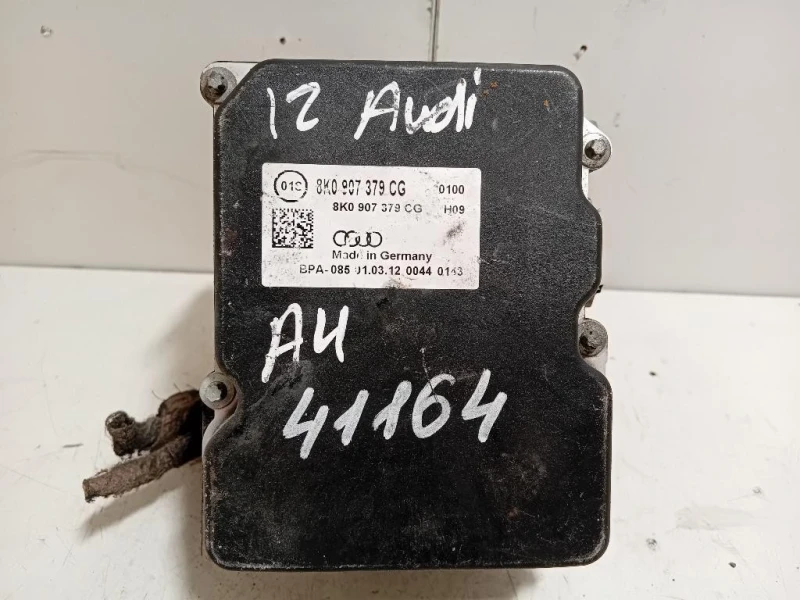 12 Audi
01S 8K0 907 379 CG 0100
8K0 907 379 CG H09
Made in Germany
BPA-085 01.03.12 0044 0143
A4
41164